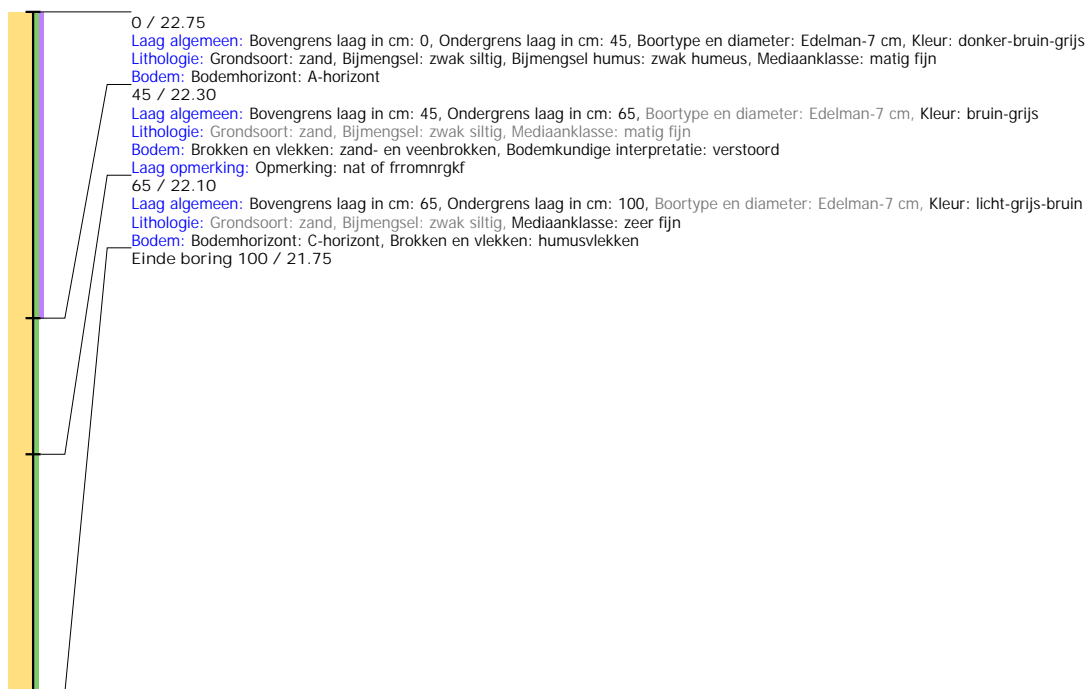 0 / 22.75
Laag algemeen: Bovengrens laag in cm: 0, Ondergrens laag in cm: 45, Boortype en diameter: Edelman-7 cm, Kleur: donker-bruin-grijs
Lithologie: Grondsoort: zand, Bijmengsel: zwak siltig, Bijmengsel humus: zwak humeus, Mediaanklasse: matig fijn
Bodem: Bodemhorizont: A-horizont
45 / 22.30
Laag algemeen: Bovengrens laag in cm: 45, Ondergrens laag in cm: 65, Boortype en diameter: Edelman-7 cm, Kleur: bruin-grijs
Lithologie: Grondsoort: zand, Bijmengsel: zwak siltig, Mediaanklasse: matig fijn
Bodem: Brokken en vlekken: zand- en veenbrokken, Bodemkundige interpretatie: verstoord
Laag opmerking: Opmerking: nat of frromnrgkf
65 / 22.10
Laag algemeen: Bovengrens laag in cm: 65, Ondergrens laag in cm: 100, Boortype en diameter: Edelman-7 cm, Kleur: licht-grijs-bruin
Lithologie: Grondsoort: zand, Bijmengsel: zwak siltig, Mediaanklasse: zeer fijn
Bodem: Bodemhorizont: C-horizont, Brokken en vlekken: humusvlekken
Einde boring 100 / 21.75